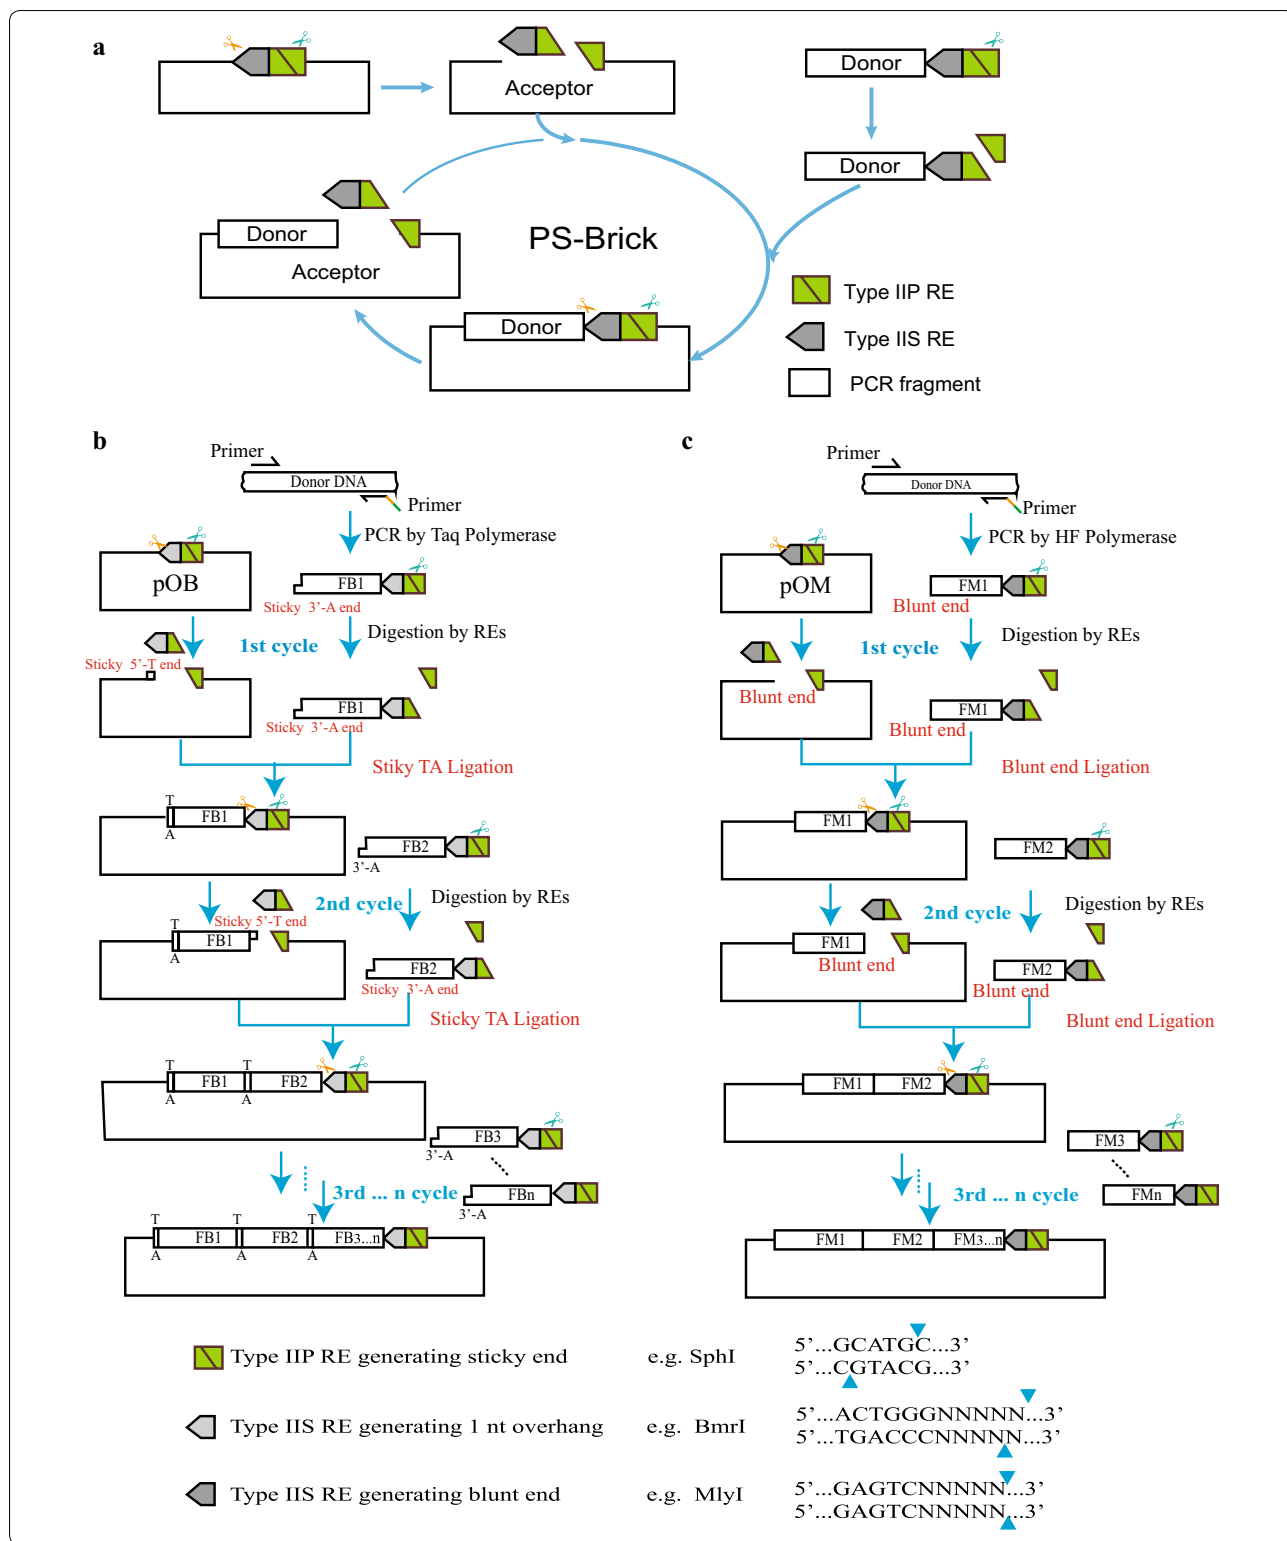 a
Acceptor
Donor
Donor
Donor
Acceptor
PS-Brick
Donor
Type IIP RE
Type IIS RE
PCR fragment
b
Primer
Donor DNA
Primer
PCR by Taq Polymerase
pOB
FB1
Sticky 3'-A end
1st cycle
Digestion by REs
Sticky 5'-T end
FB1
Sticky 3'-A end
Stiky TA Ligation
T
FB1
A
FB2
3'-A
2nd cycle
Digestion by REs
T
Sticky 5'-T end
FB1
A
FB2
Sticky 3'-A end
Sticky TA Ligation
T T
FB1 FB2
A A
FB3
3'-A
3rd ... n cycle
FBn
3'-A
T T T
FB1 FB2 FB3...n
A A A
c
Primer
Donor DNA
Primer
PCR by HF Polymerase
pOM
FM1
Blunt end
1st cycle
Digestion by REs
Blunt end
FM1
Blunt end
Blunt end Ligation
FM1
FM2
2nd cycle
Digestion by REs
FM1
Blunt end
FM2
Blunt end
Blunt end Ligation
FM1 FM2
FM3
3rd ... n cycle
FMn
FM1 FM2 FM3...n
Type IIP RE generating sticky end e.g. SphI
5'...GCATGC...3'
5'...CGTACG...3'
Type IIS RE generating 1 nt overhang e.g. BmrI
5'...ACTGGGNNNNN...3'
5'...TGACCCNNNNN...3'
Type IIS RE generating blunt end e.g. MlyI
5'...GAGTCNNNNN...3'
5'...GAGTCNNNNN...3'